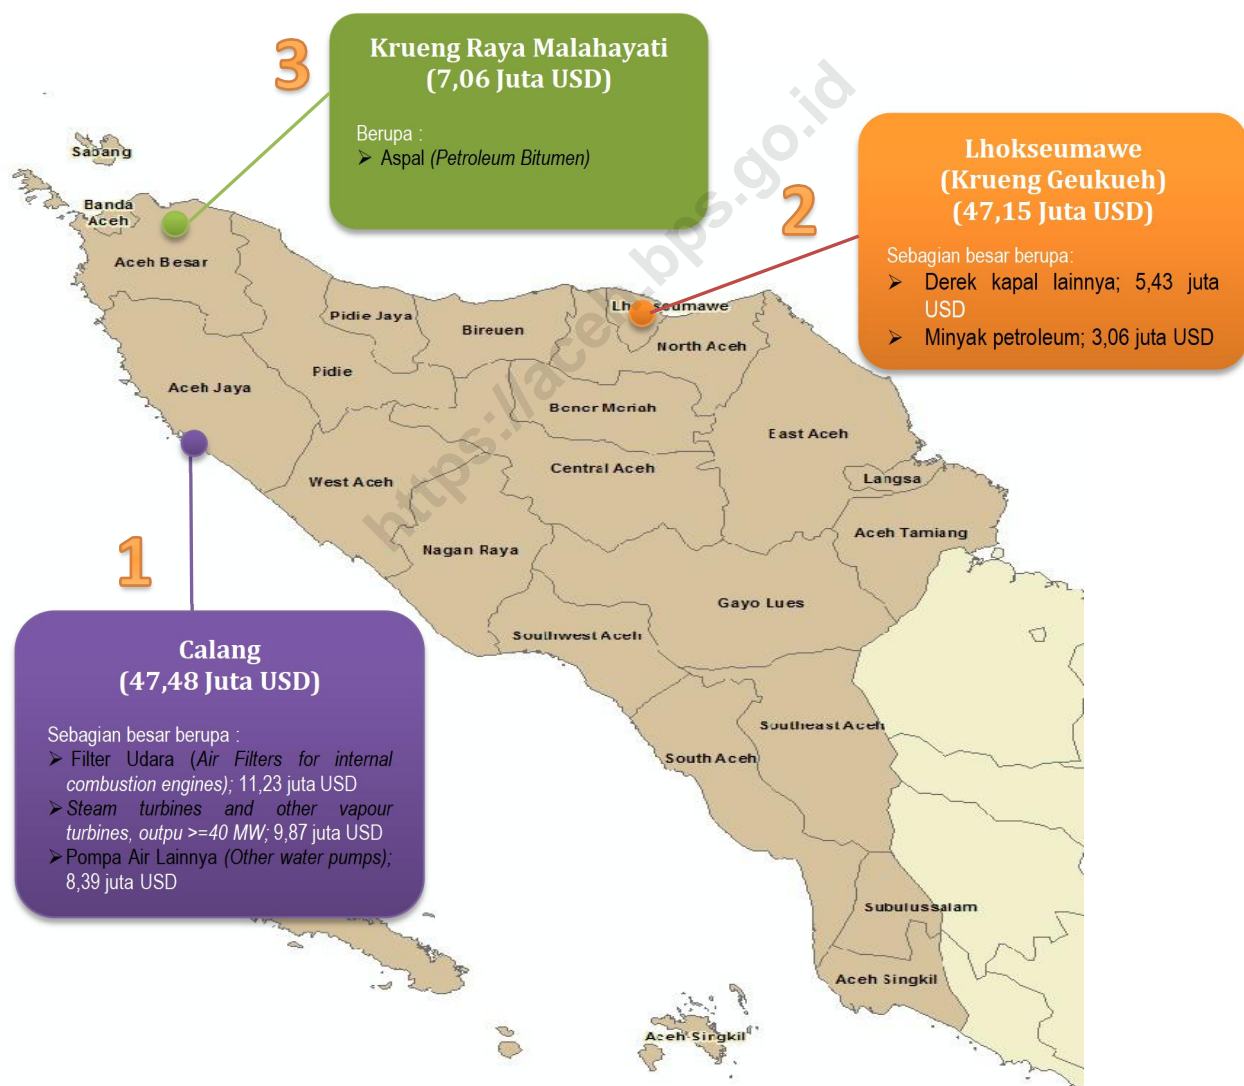 3
Krueng Raya Malahayati
(7,06 Juta USD)
Berupa :
➢ Aspal (Petroleum Bitumen)
2
Lhokseumawe
(Krueng Geukueh)
(47,15 Juta USD)
Sebagian besar berupa:
➢ Derek kapal lainnya; 5,43 juta
USD
➢ Minyak petroleum; 3,06 juta USD
https://aceh.bps.go.id
Sabang
Banda
Aceh
Aceh Besar
Pidie Jaya
Bireuen
Lhokseumawe
North Aceh
Pidie
Aceh Jaya
Bener Meriah
East Aceh
Central Aceh
West Aceh
Langsa
Aceh Tamiang
Nagan Raya
Gayo Lues
Southwest Aceh
Southeast Aceh
South Aceh
Subulussalam
Aceh Singkil
Aceh Singkil
1
Calang
(47,48 Juta USD)
Sebagian besar berupa :
➢ Filter Udara (Air Filters for internal
combustion engines); 11,23 juta USD
➢ Steam turbines and other vapour
turbines, outpu >=40 MW; 9,87 juta USD
➢ Pompa Air Lainnya (Other water pumps);
8,39 juta USD